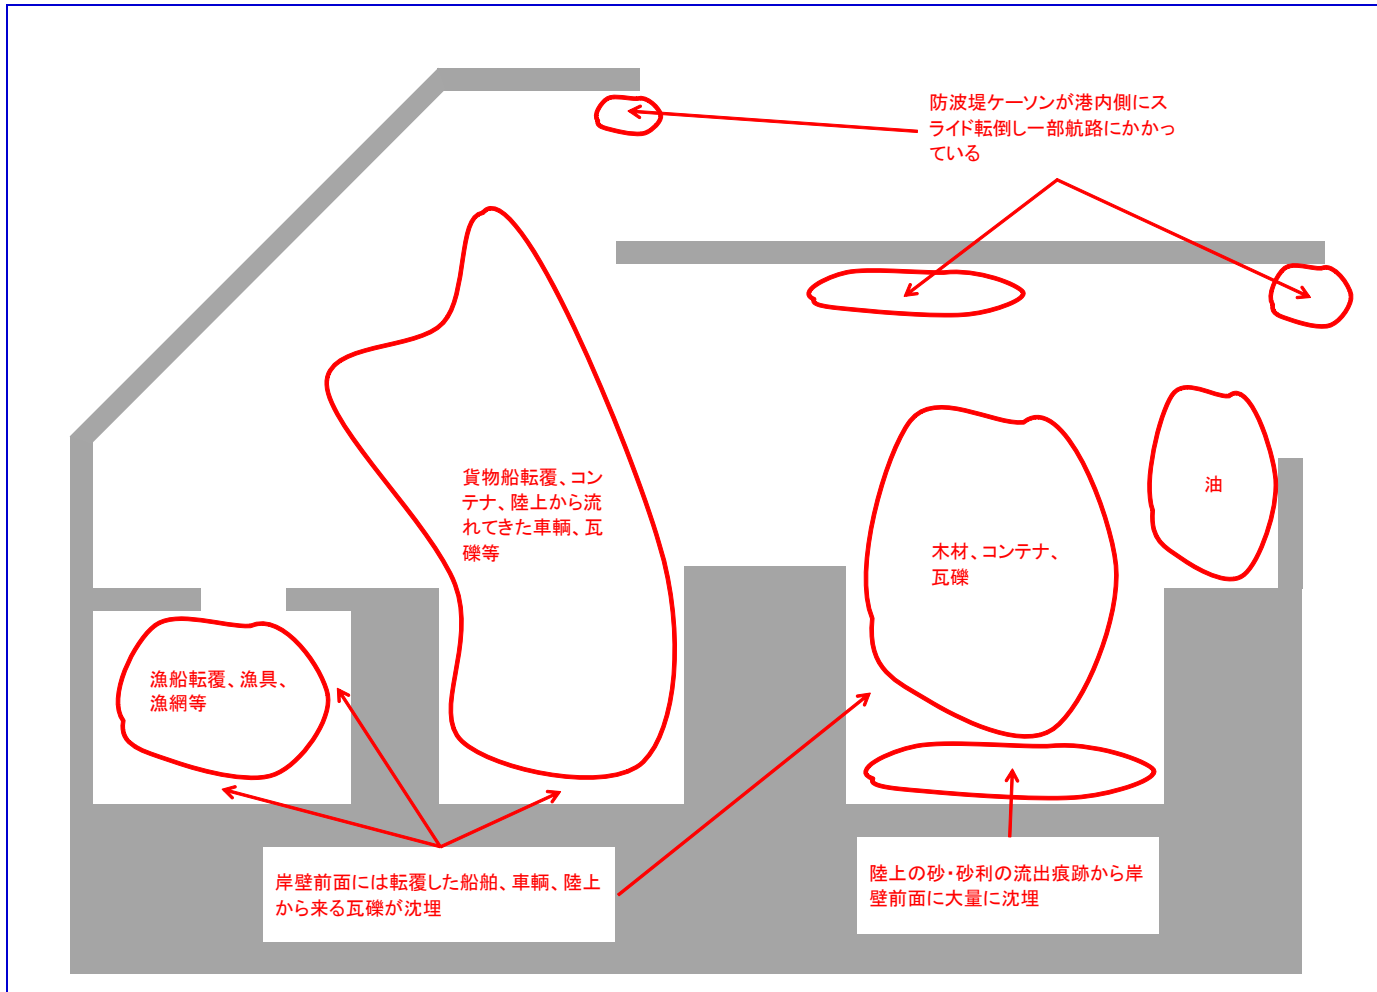 防波堤ケーソンが港内側にス
ライド転倒し一部航路にかかっ
ている
貨物船転覆、コン
テナ、陸上から流
れてきた車輌、瓦
礫等
油
木材、コンテナ、
瓦礫
漁船転覆、漁具、
漁網等
岸壁前面には転覆した船舶、車輌、陸上
から来る瓦礫が沈埋
陸上の砂・砂利の流出痕跡から岸
壁前面に大量に沈埋